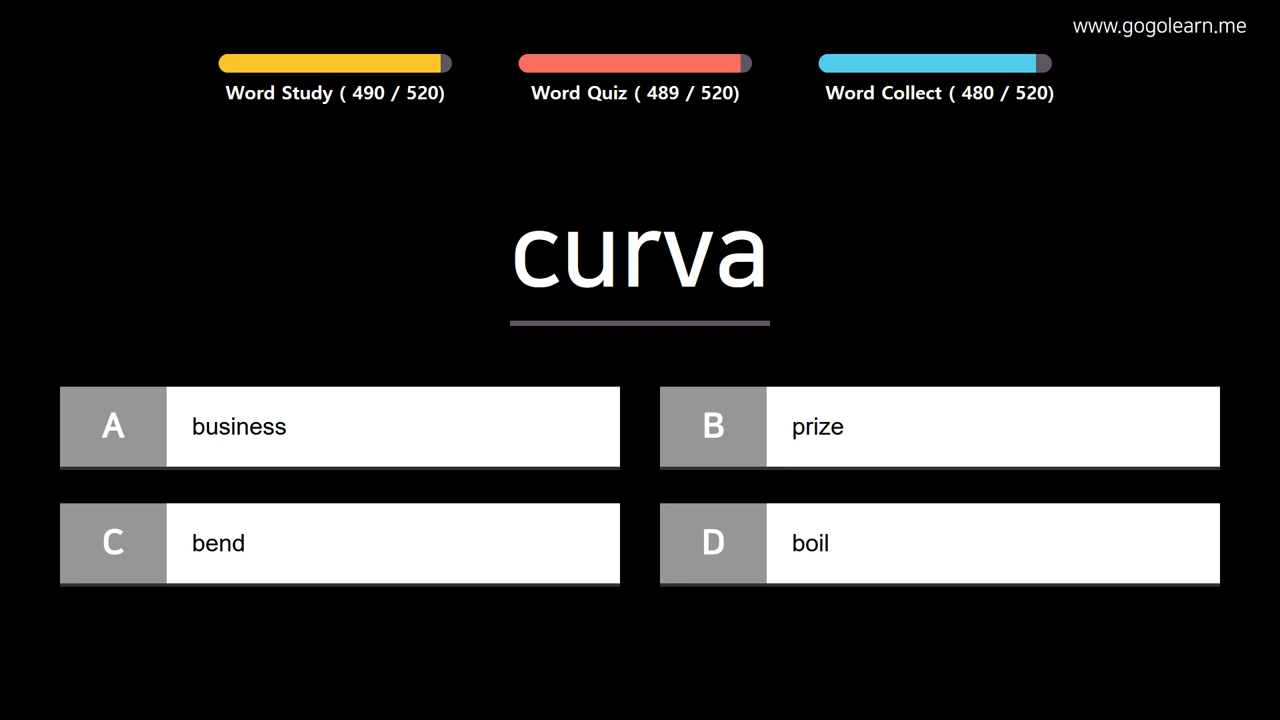 www.gogolearn.me
Word Study ( 490 / 520)
Word Quiz ( 489 / 520)
Word Collect ( 480 / 520)
curva
A business
B prize
C bend
D boil